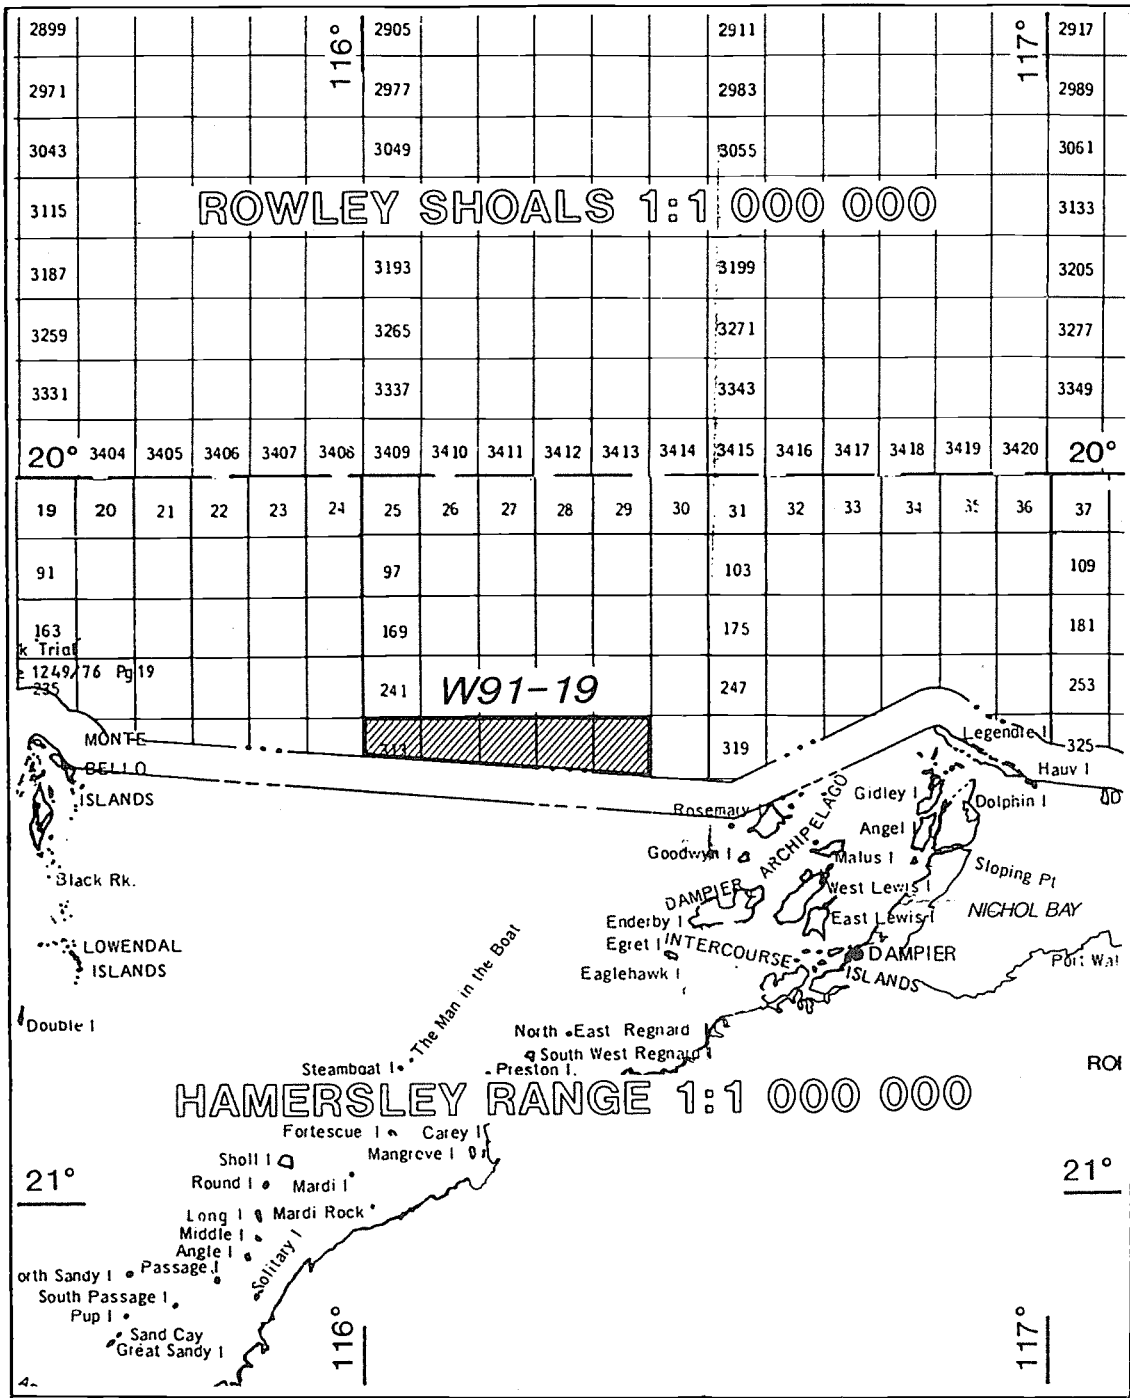 2899 2905 2911 2917
116° 117°
2971 2977 2983 2989
3043 3049 3055 3061
3115 3133
ROWLEY SHOALS 1:1 000 000
3187 3193 3199 3205
3259 3265 3271 3277
3331 3337 3343 3349
20° 3404 3405 3406 3407 3408 3409 3410 3411 3412 3413 3414 3415 3416 3417 3418 3419 3420 20°
19 20 21 22 23 24 25 26 27 28 29 30 31 32 33 34 35 36 37
91 97 103 109
163 169 175 181
k Trial
1249/76 Pg 19
235 241 W91-19 247 253
313 319 325
MONTE
BELLO
ISLANDS
Legendre I
Hauy I
Rosemary I
Gidley I
Dolphin I
D
Angel I
Goodwyn I
Malus I
Sloping Pt
DAMPIER ARCHIPELAGO
Black Rk.
West Lewis I
NICHOL BAY
Enderby I
East Lewis I
LOWENDAL
ISLANDS
Egret I
INTERCOURSE
ISLANDS
DAMPIER
Port Wal
Eaglehawk I
Double I
The Man in the Boat
North East Regnard I
South West Regnard I
Steamboat I
Preston I.
HAMERSLEY RANGE 1:1 000 000
Fortescue I
Carey I
Sholl I
Mangrove I
21° 21°
Round I
Mardi I
Long I
Mardi Rock
Middle I
Angle I
Solitary I
orth Sandy I
Passage I
South Passage I
Pup I
Sand Cay
Great Sandy I
116° 117°